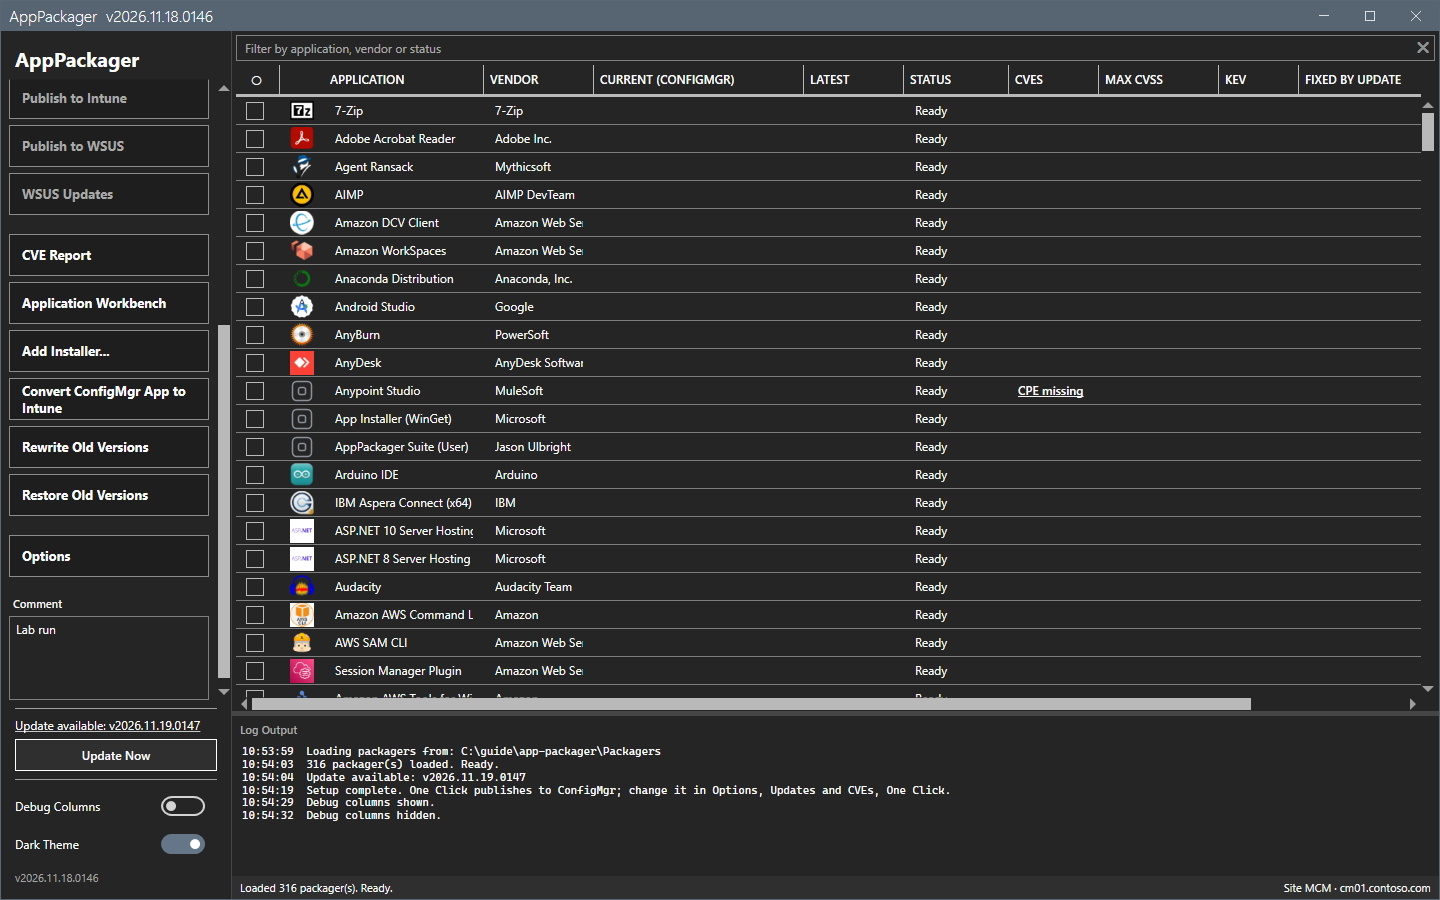 AppPackager v2026.11.18.0146
AppPackager
Publish to Intune
Publish to WSUS
WSUS Updates
CVE Report
Application Workbench
Add Installer...
Convert ConfigMgr App to
Intune
Rewrite Old Versions
Restore Old Versions
Options
Comment
Lab run
Update available: v2026.11.19.0147
Update Now
Debug Columns
Dark Theme
v2026.11.18.0146
Filter by application, vendor or status
APPLICATION VENDOR CURRENT (CONFIGMGR) LATEST STATUS CVES MAX CVSS KEV FIXED BY UPDATE
7-Zip 7-Zip Ready
Adobe Acrobat Reader Adobe Inc. Ready
Agent Ransack Mythicsoft Ready
AIMP AIMP DevTeam Ready
Amazon DCV Client Amazon Web Se Ready
Amazon WorkSpaces Amazon Web Se Ready
Anaconda Distribution Anaconda, Inc. Ready
Android Studio Google Ready
AnyBurn PowerSoft Ready
AnyDesk AnyDesk Softwar Ready
Anypoint Studio MuleSoft Ready CPE missing
App Installer (WinGet) Microsoft Ready
AppPackager Suite (User) Jason Ulbright Ready
Arduino IDE Arduino Ready
IBM Aspera Connect (x64) IBM Ready
ASP.NET 10 Server Hosting Microsoft Ready
ASP.NET 8 Server Hosting Microsoft Ready
Audacity Audacity Team Ready
Amazon AWS Command L Amazon Ready
AWS SAM CLI Amazon Web Se Ready
Session Manager Plugin Amazon Web Se Ready
Amazon AWS Tools for Wi Amazon Ready
Log Output
10:53:59 Loading packagers from: C:\guide\app-packager\Packagers
10:54:03 316 packager(s) loaded. Ready.
10:54:04 Update available: v2026.11.19.0147
10:54:19 Setup complete. One Click publishes to ConfigMgr; change it in Options, Updates and CVEs, One Click.
10:54:29 Debug columns shown.
10:54:32 Debug columns hidden.
Loaded 316 packager(s). Ready.
Site MCM · cm01.contoso.com